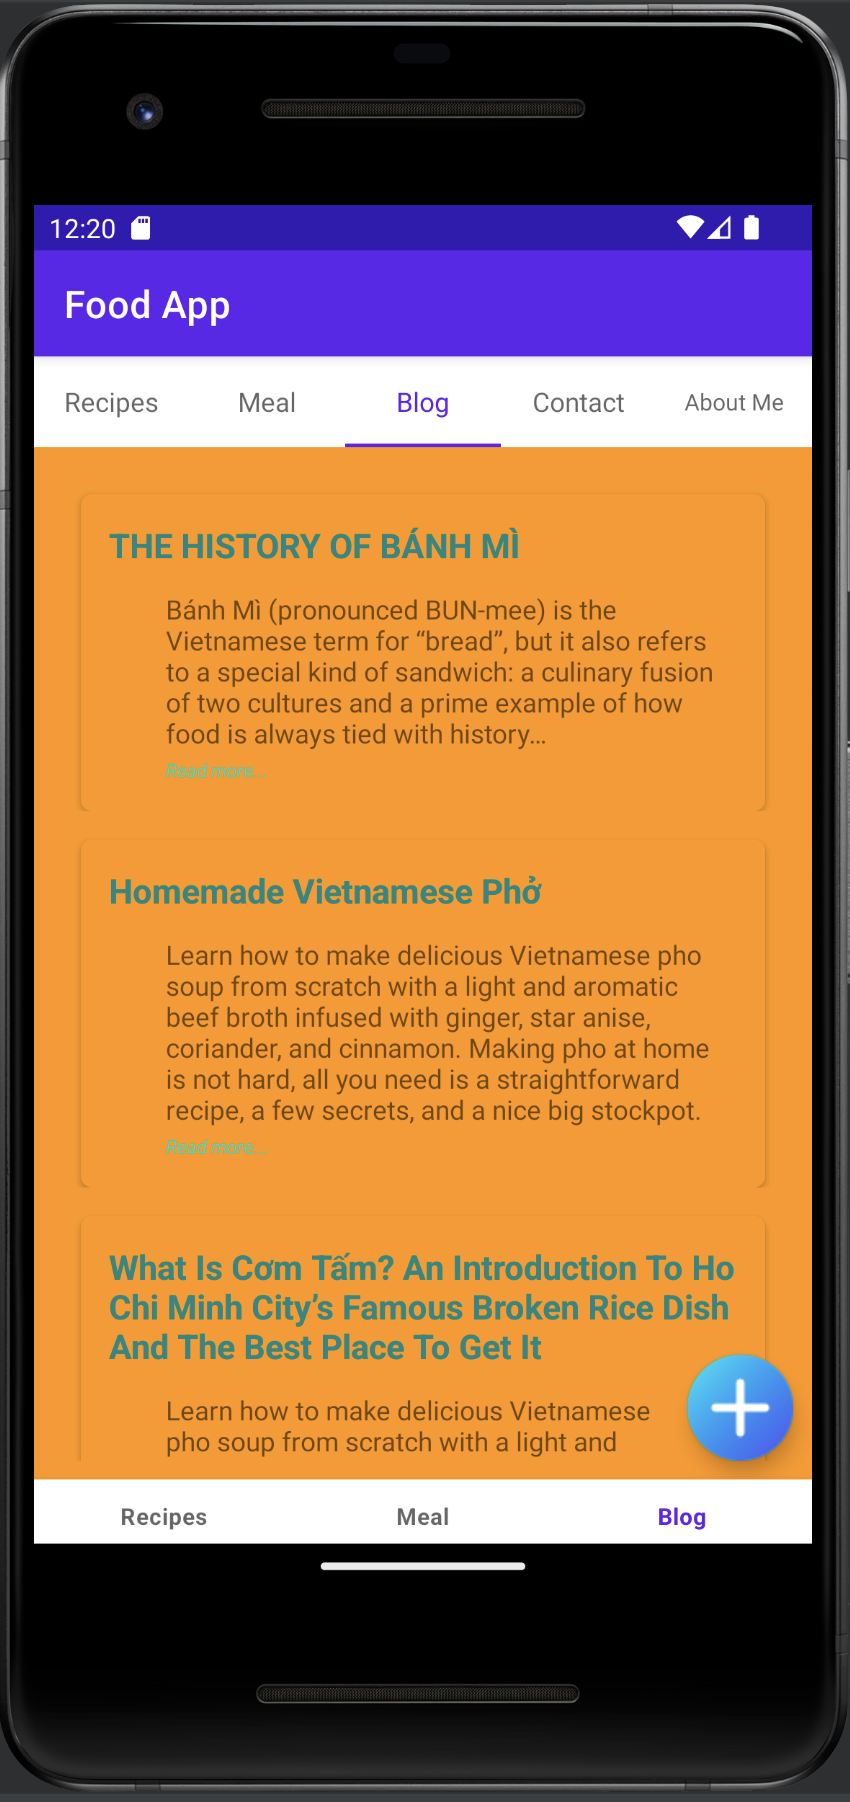 12:20
Food App
Recipes Meal Blog Contact About Me
THE HISTORY OF BÁNH MÌ
Bánh Mì (pronounced BUN-mee) is the
Vietnamese term for “bread”, but it also refers
to a special kind of sandwich: a culinary fusion
of two cultures and a prime example of how
food is always tied with history…
Read more...
Homemade Vietnamese Phở
Learn how to make delicious Vietnamese pho
soup from scratch with a light and aromatic
beef broth infused with ginger, star anise,
coriander, and cinnamon. Making pho at home
is not hard, all you need is a straightforward
recipe, a few secrets, and a nice big stockpot.
Read more...
What Is Cơm Tấm? An Introduction To Ho
Chi Minh City’s Famous Broken Rice Dish
And The Best Place To Get It
Learn how to make delicious Vietnamese
pho soup from scratch with a light and
Recipes Meal Blog